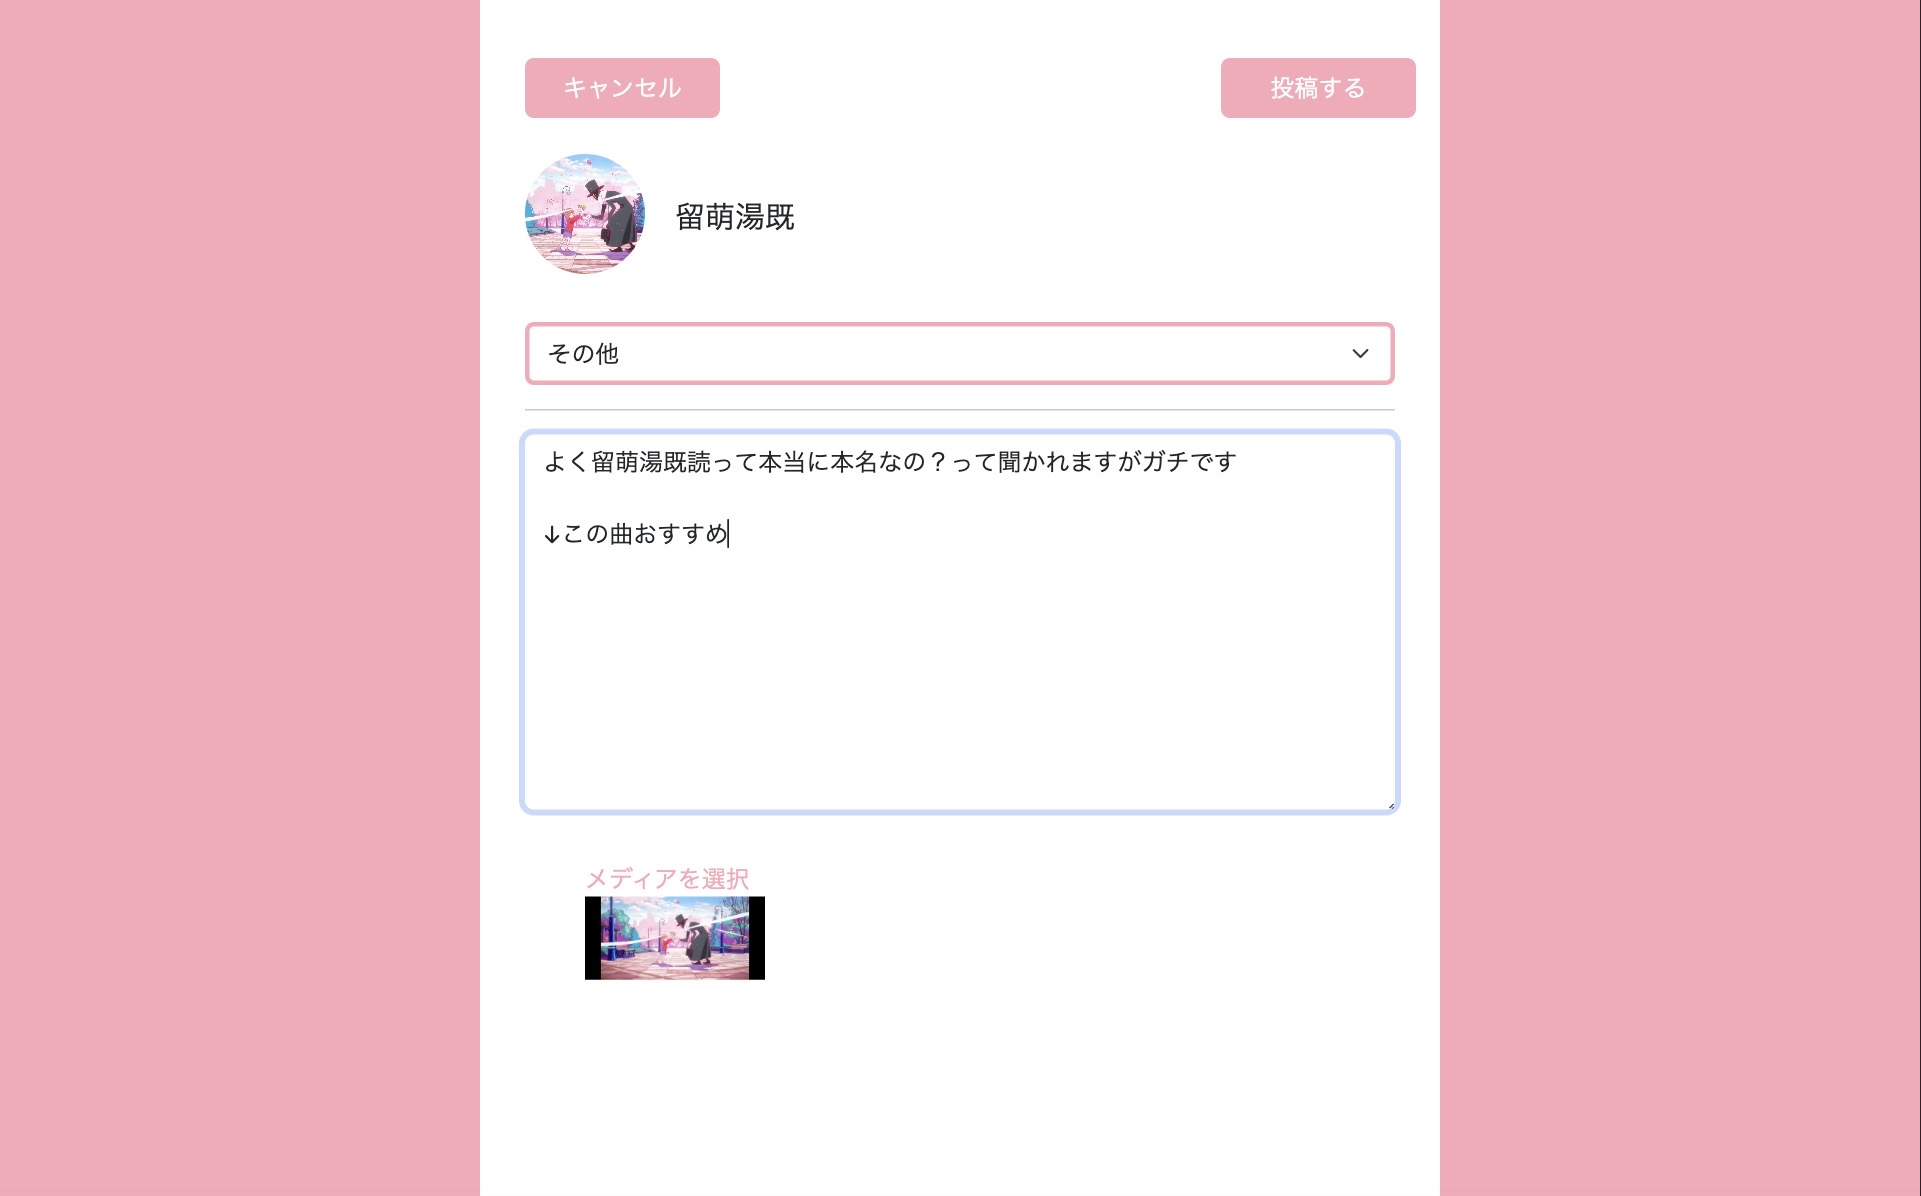 キャンセル
投稿する
留萌湯既
その他
よく留萌湯既読って本当に本名なの？って聞かれますがガチです
↓この曲おすすめ
メディアを選択